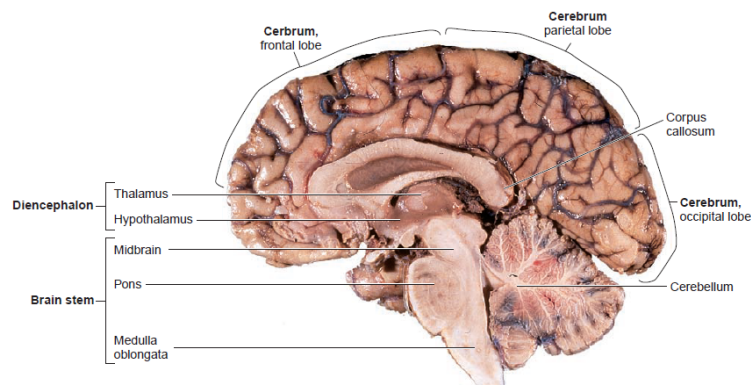 Cerbrum,
frontal lobe
Cerebrum
parietal lobe
Corpus
callosum
Diencephalon
Thalamus
Hypothalamus
Cerebrum,
occipital lobe
Midbrain
Brain stem
Pons
Cerebellum
Medulla
oblongata